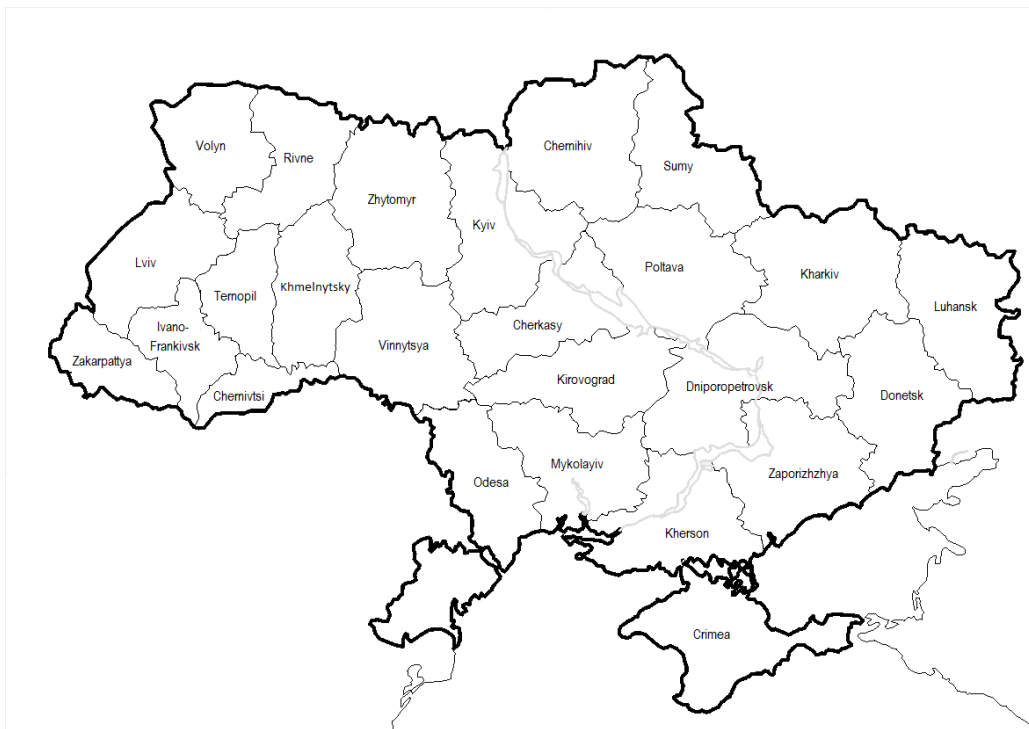 Volyn
Rivne
Chernihiv
Sumy
Zhytomyr
Kyiv
Lviv
Ternopil
Khmelnytsky
Poltava
Kharkiv
Luhansk
Ivano-
Frankivsk
Zakarpattya
Vinnytsya
Cherkasy
Chernivtsi
Kirovograd
Dniporopetrovsk
Donetsk
Odesa
Mykolayiv
Zaporizhzhya
Kherson
Crimea